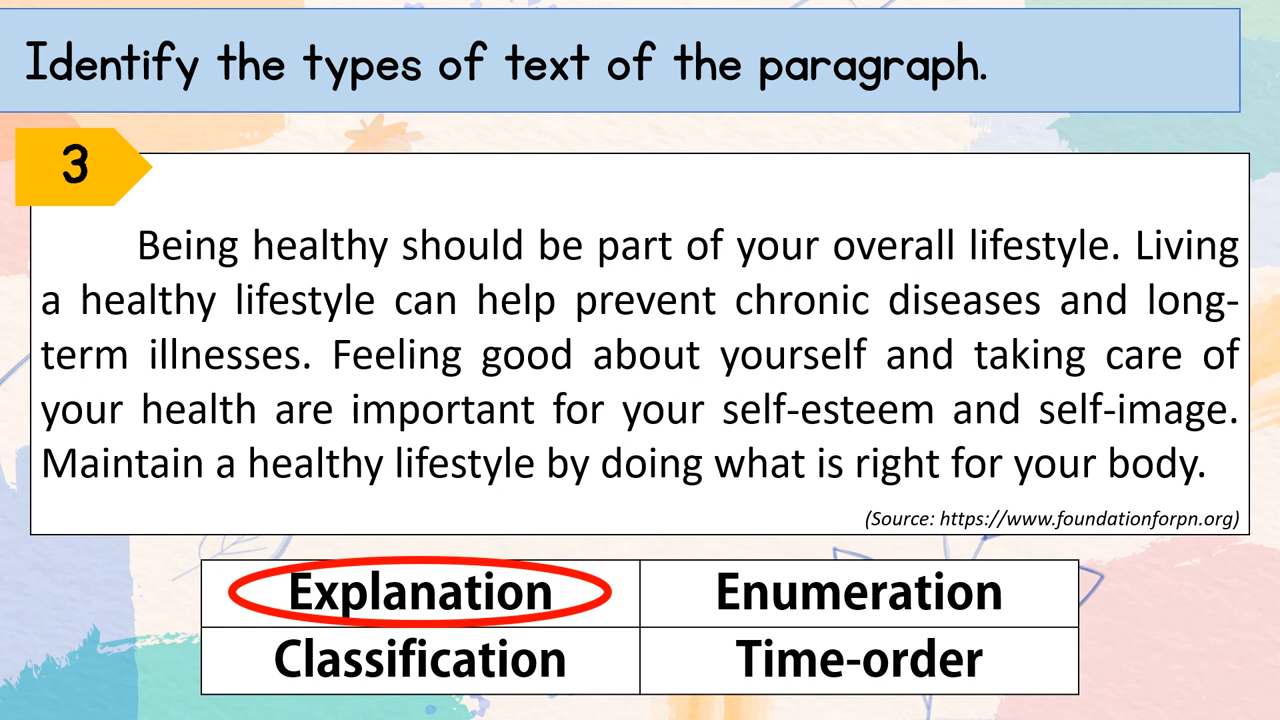 Identify the types of text of the paragraph.
3
Being healthy should be part of your overall lifestyle. Living
a healthy lifestyle can help prevent chronic diseases and long-
term illnesses. Feeling good about yourself and taking care of
your health are important for your self-esteem and self-image.
Maintain a healthy lifestyle by doing what is right for your body.
(Source: https://www.foundationforpn.org)
Explanation
Enumeration
Classification
Time-order